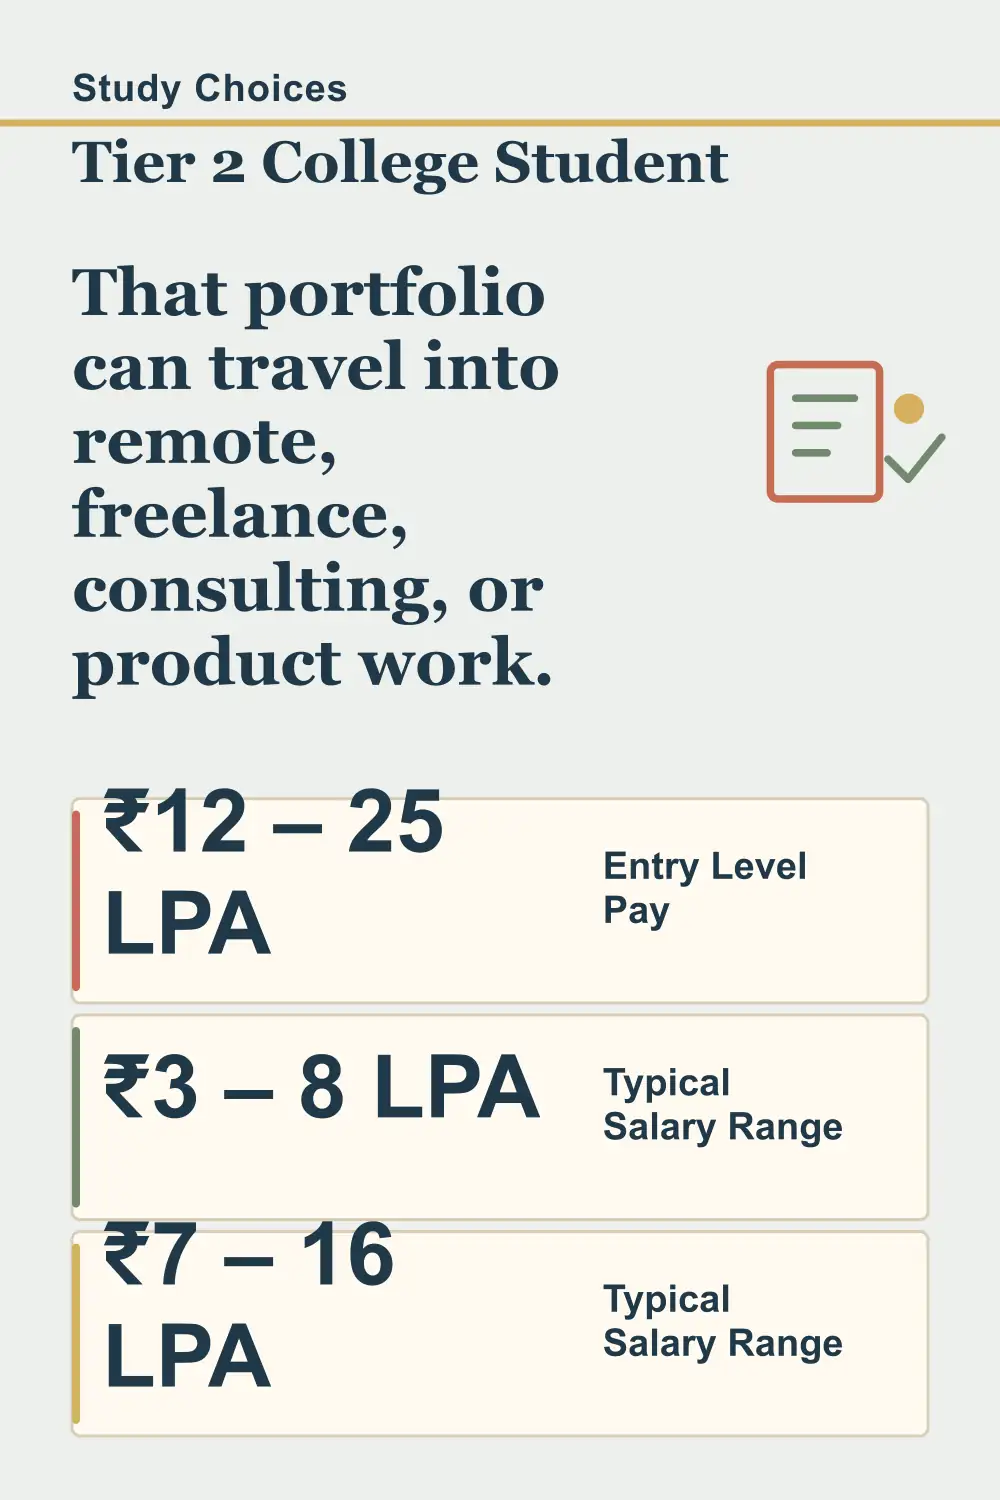 Study Choices
Tier 2 College Student
That portfolio
can travel into
remote,
freelance,
consulting, or
product work.
₹12 – 25
LPA
Entry Level
Pay
₹3 – 8 LPA
Typical
Salary Range
₹7 – 16
LPA
Typical
Salary Range